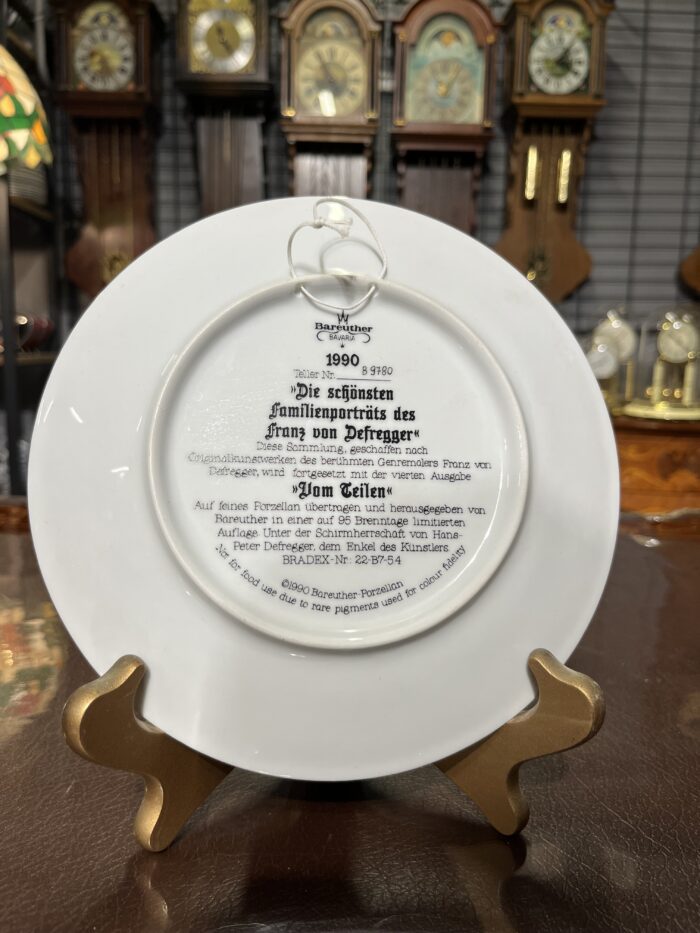 Bareuther
BAVARIA
1990
Teller Nr. B 9780
»Die schönsten
Familienporträts des
Franz von Defregger«
Diese Sammlung, geschaffen nach
Originalkunstwerken des berühmten Genremalers Franz von
Defregger, wird fortgesetzt mit der vierten Ausgabe
»Vom Teilen«
Auf feines Porzellan übertragen und herausgegeben von
Bareuther in einer auf 95 Brenntage limitierten
Auflage. Unter der Schirmherrschaft von Hans-
Peter Defregger, dem Enkel des Künstlers
BRADEX-Nr. 22-B7-5.4
©1990 Bareuther-Porzellan
Not for food use due to rare pigments used for colour fidelity